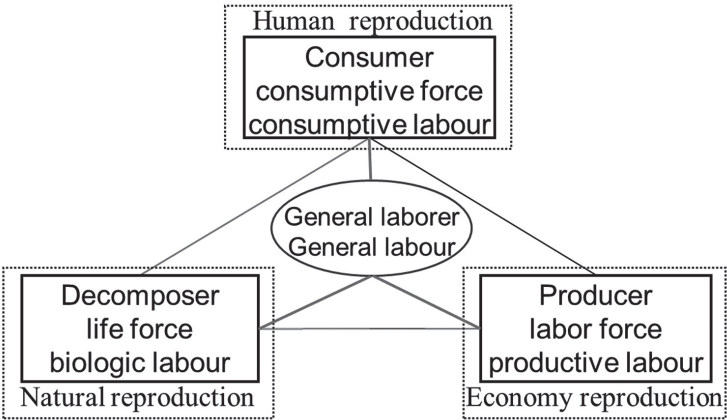 Human reproduction
Consumer
consumptive force
consumptive labour
General laborer
General labour
Decomposer
life force
biologic labour
Natural reproduction
Producer
labor force
productive labour
Economy reproduction